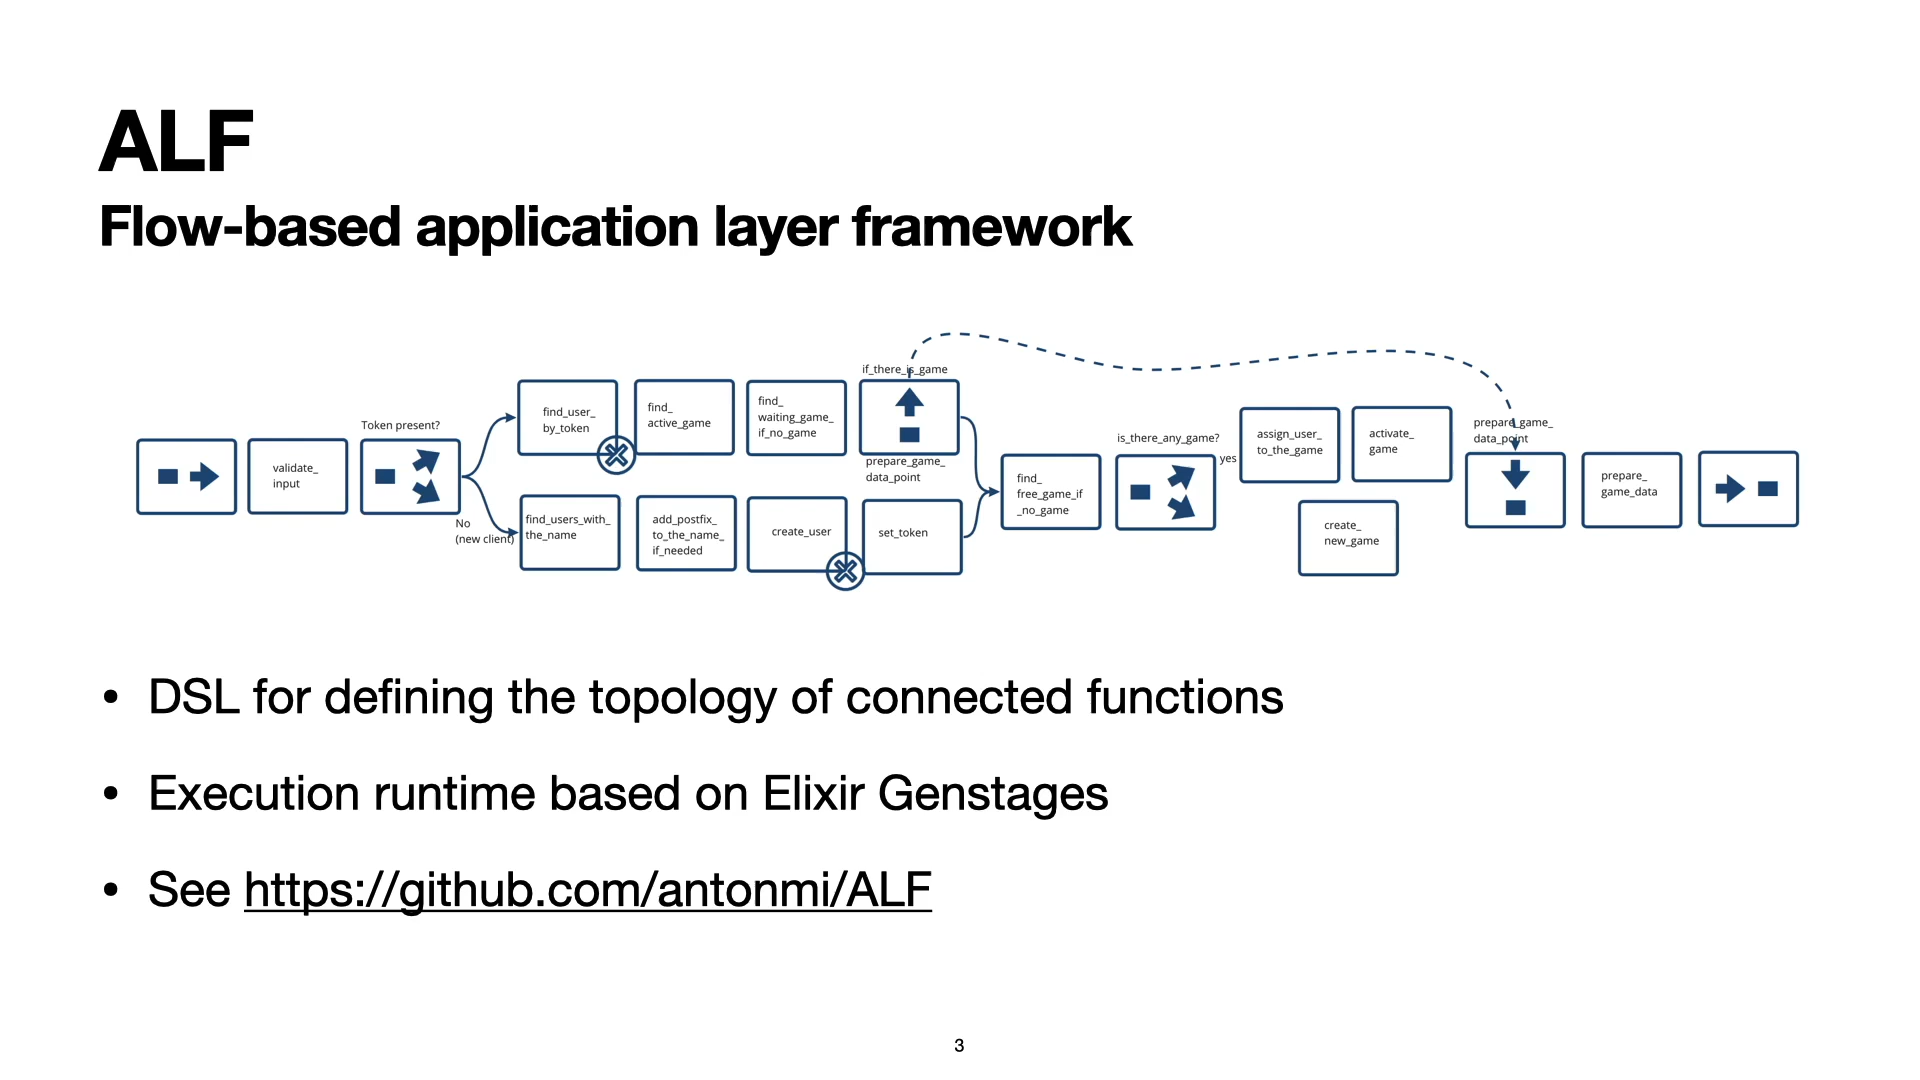 ALF
Flow-based application layer framework
validate_
input
Token present?
No
(new client)
find_user_
by_token
find_
active_game
find_
waiting_game_
if_no_game
if_there_is_game
prepare_game_
data_point
find_users_with_
the_name
add_postfix_
to_the_name_
if_needed
create_user
set_token
find_
free_game_if
_no_game
is_there_any_game?
yes
assign_user_
to_the_game
activate_
game
create_
new_game
prepare_game_
data_point
prepare_
game_data
• DSL for defining the topology of connected functions
• Execution runtime based on Elixir Genstages
• See https://github.com/antonmi/ALF
3